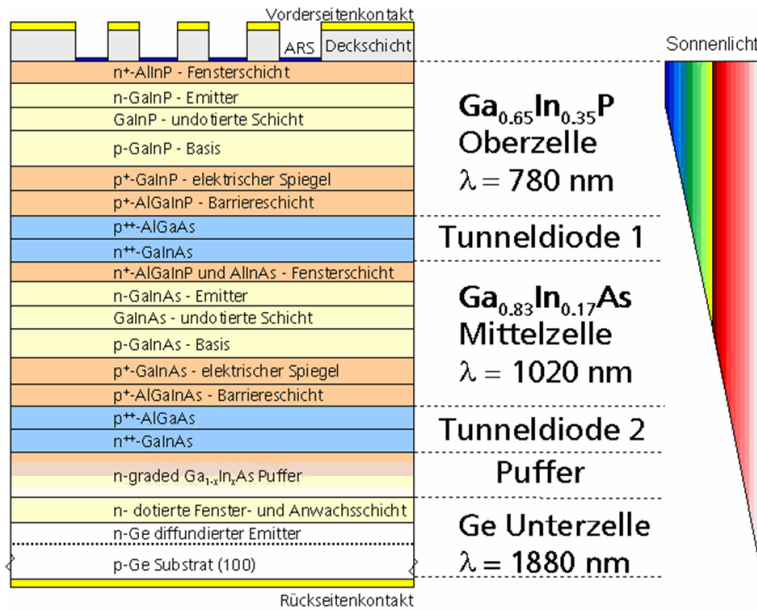 Vorderseitenkontakt
ARS
Deckschicht
Sonnenlicht
n⁺-AlInP - Fensterschicht
n-GaInP - Emitter
GaInP - undotierte Schicht
p-GaInP - Basis
p⁺-GaInP - elektrischer Spiegel
p⁺-AlGaInP - Barriereschicht
p⁺⁺-AlGaAs
n⁺⁺-GaInAs
n⁺-AlGaInP und AlInAs - Fensterschicht
n-GaInAs - Emitter
GaInAs - undotierte Schicht
p-GaInAs - Basis
p⁺-GaInAs - elektrischer Spiegel
p⁺-AlGaInAs - Barriereschicht
p⁺⁺-AlGaAs
n⁺⁺-GaInAs
n-graded Ga₁₋ₓInₓAs Puffer
n- dotierte Fenster- und Anwachsschicht
n-Ge diffundierter Emitter
p-Ge Substrat (100)
Rückseitenkontakt
Ga₀.₆₅In₀.₃₅P
Oberzelle
λ = 780 nm
Tunneldiode 1
Ga₀.₈₃In₀.₁₇As
Mittelzelle
λ = 1020 nm
Tunneldiode 2
Puffer
Ge Unterzelle
λ = 1880 nm